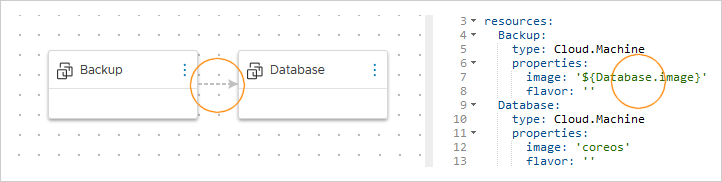 Backup
Database
3 resources:
4 Backup:
5 type: Cloud.Machine
6 properties:
7 image: '${Database.image}'
8 flavor: ''
9 Database:
10 type: Cloud.Machine
11 properties:
12 image: 'coreos'
13 flavor: ''